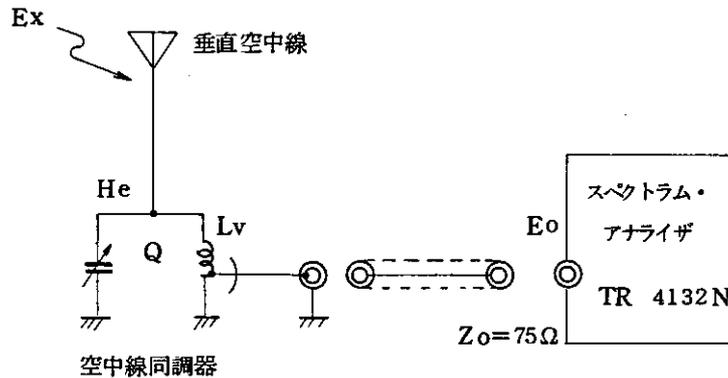 Ex
垂直空中線
He
Lv
Q
空中線同調器
Eo
スペクトラム・
アナライザ
TR 4132N
Zo=75Ω